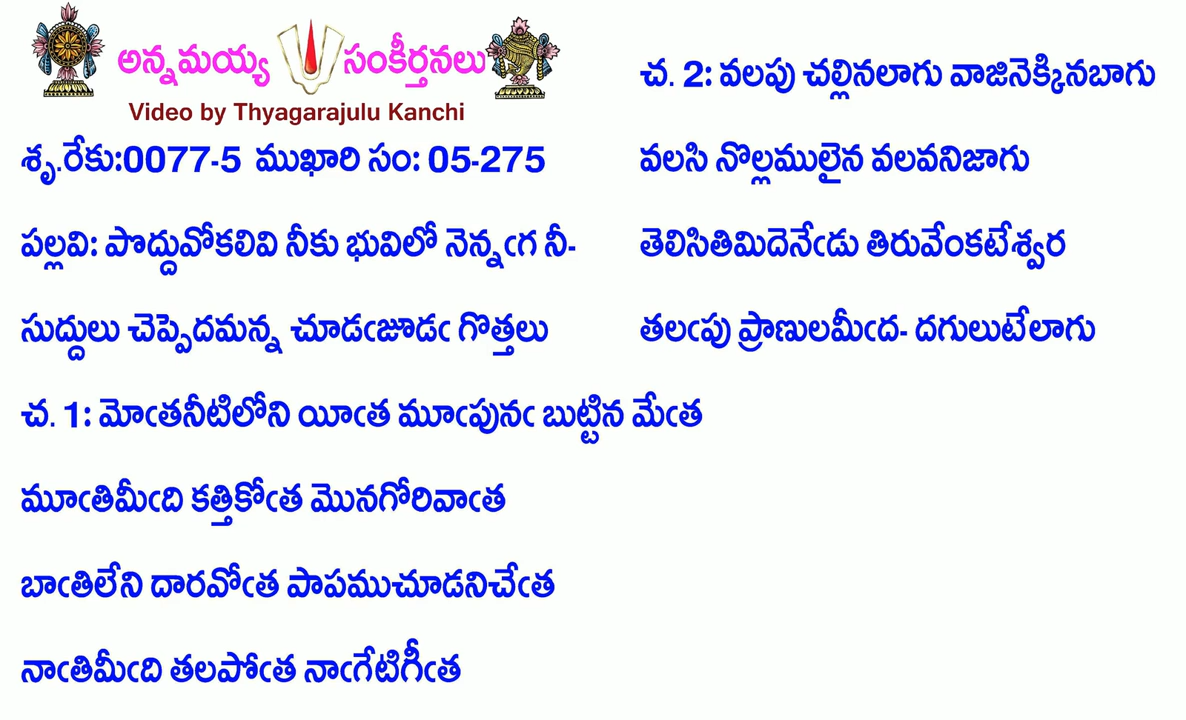 అన్నమయ్య సంకీర్తనలు
Video by Thyagarajulu Kanchi
శృ.రేకు:0077-5 ముఖారి సం: 05-275
పల్లవి: పొద్దువోకలివి నీకు భువిలో నెన్నఁగ నీ-
సుద్దులు చెప్పెదమన్న చూడఁజూడఁ గొత్తలు
చ. 1: మోఁతనీటిలోని యీఁత మూఁపునఁ బుట్టిన మేఁత
మూఁతిమీఁది కత్తికోఁత మొనగోరివాఁత
బాఁతిలేని దారవోఁత పాపముచూడనిచేఁత
నాఁతిమీఁది తలపోఁత నాఁగేటిగీఁత
చ. 2: వలపు చల్లినలాగు వాజినెక్కినబాగు
వలసి నొల్లములైన వలవనిజాగు
తెలిసితిమిదెనేఁడు తిరువేంకటేశ్వర
తలఁపు ప్రాణులమీఁద- దగులుటేలాగు